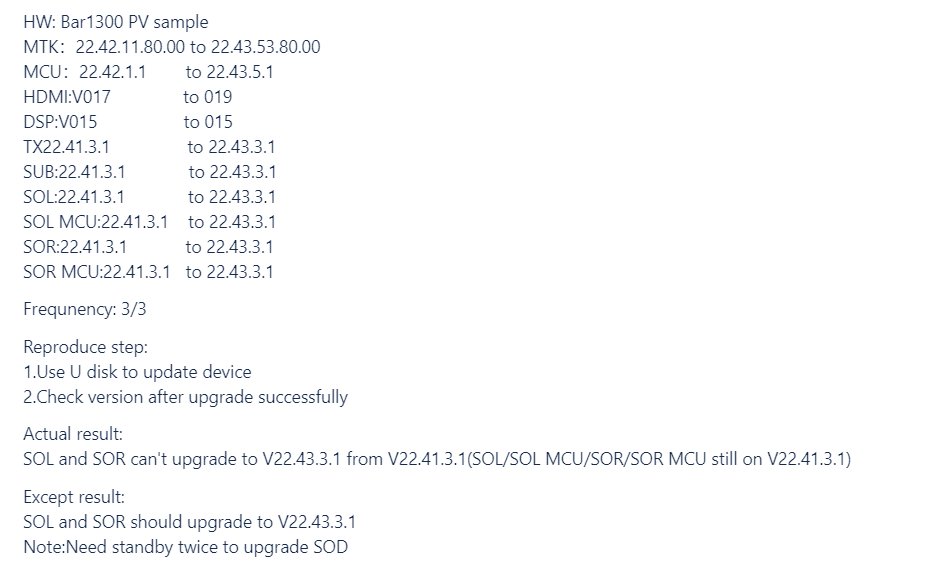 HW: Bar1300 PV sample
MTK：22.42.11.80.00 to 22.43.53.80.00
MCU：22.42.1.1 to 22.43.5.1
HDMI:V017 to 019
DSP:V015 to 015
TX22.41.3.1 to 22.43.3.1
SUB:22.41.3.1 to 22.43.3.1
SOL:22.41.3.1 to 22.43.3.1
SOL MCU:22.41.3.1 to 22.43.3.1
SOR:22.41.3.1 to 22.43.3.1
SOR MCU:22.41.3.1 to 22.43.3.1
Frequnency: 3/3
Reproduce step:
1.Use U disk to update device
2.Check version after upgrade successfully
Actual result:
SOL and SOR can't upgrade to V22.43.3.1 from V22.41.3.1(SOL/SOL MCU/SOR/SOR MCU still on V22.41.3.1)
Except result:
SOL and SOR should upgrade to V22.43.3.1
Note:Need standby twice to upgrade SOD